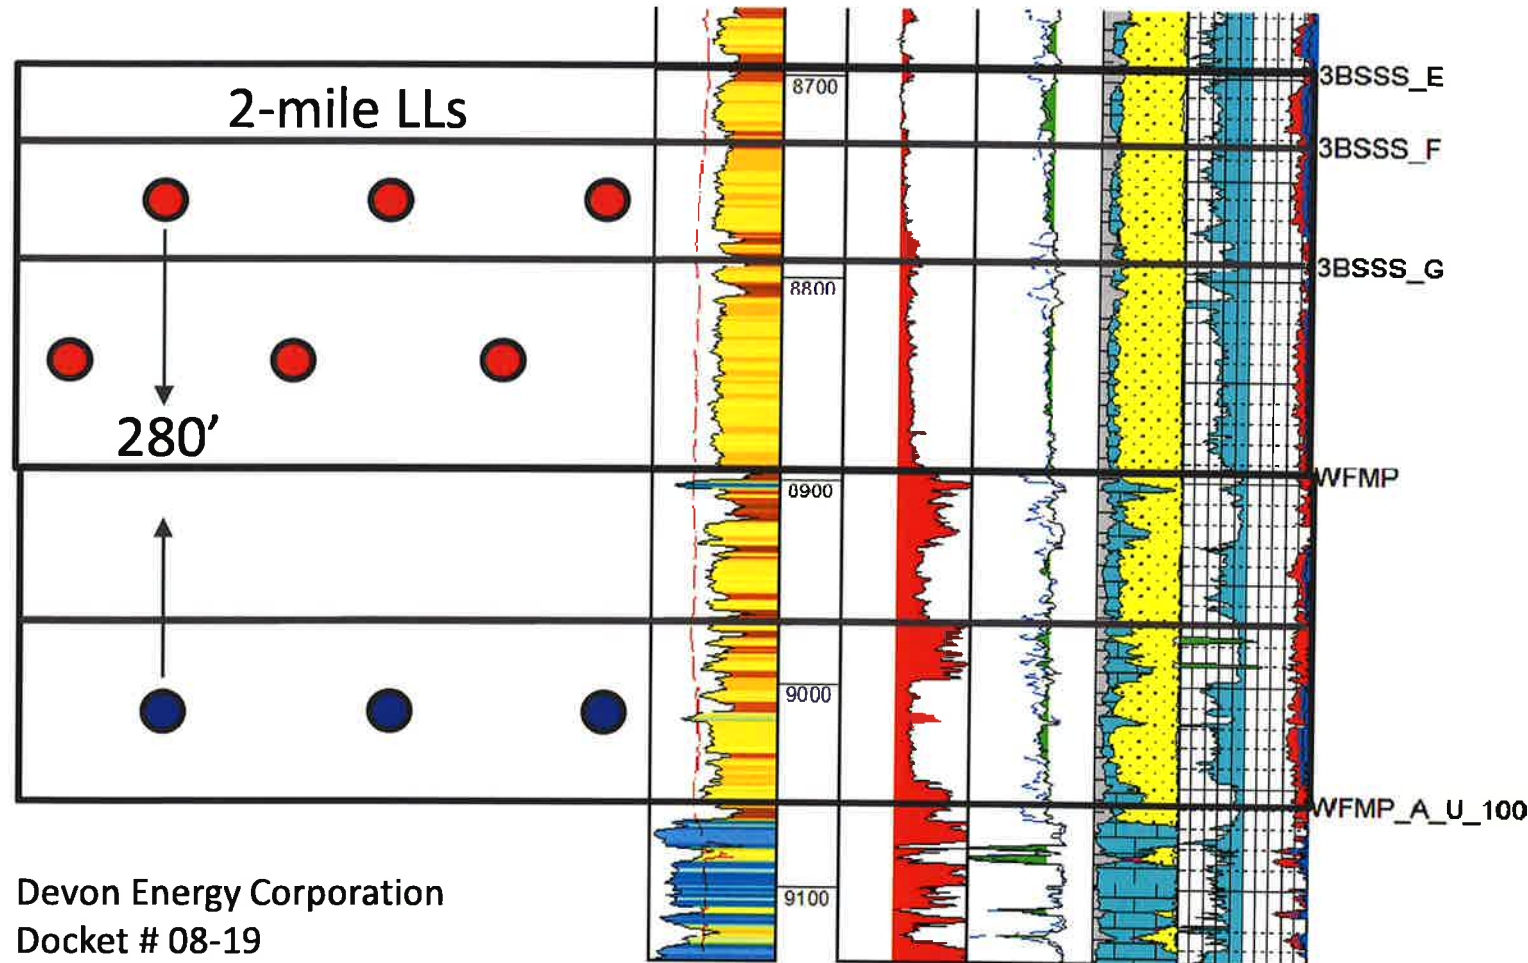 3BSSS_E
8700
2-mile LLs
3BSSS_F
3BSSS_G
8800
280’
WFMP
8900
9000
WFMP_A_U_100
Devon Energy Corporation
9100
Docket # 08-19